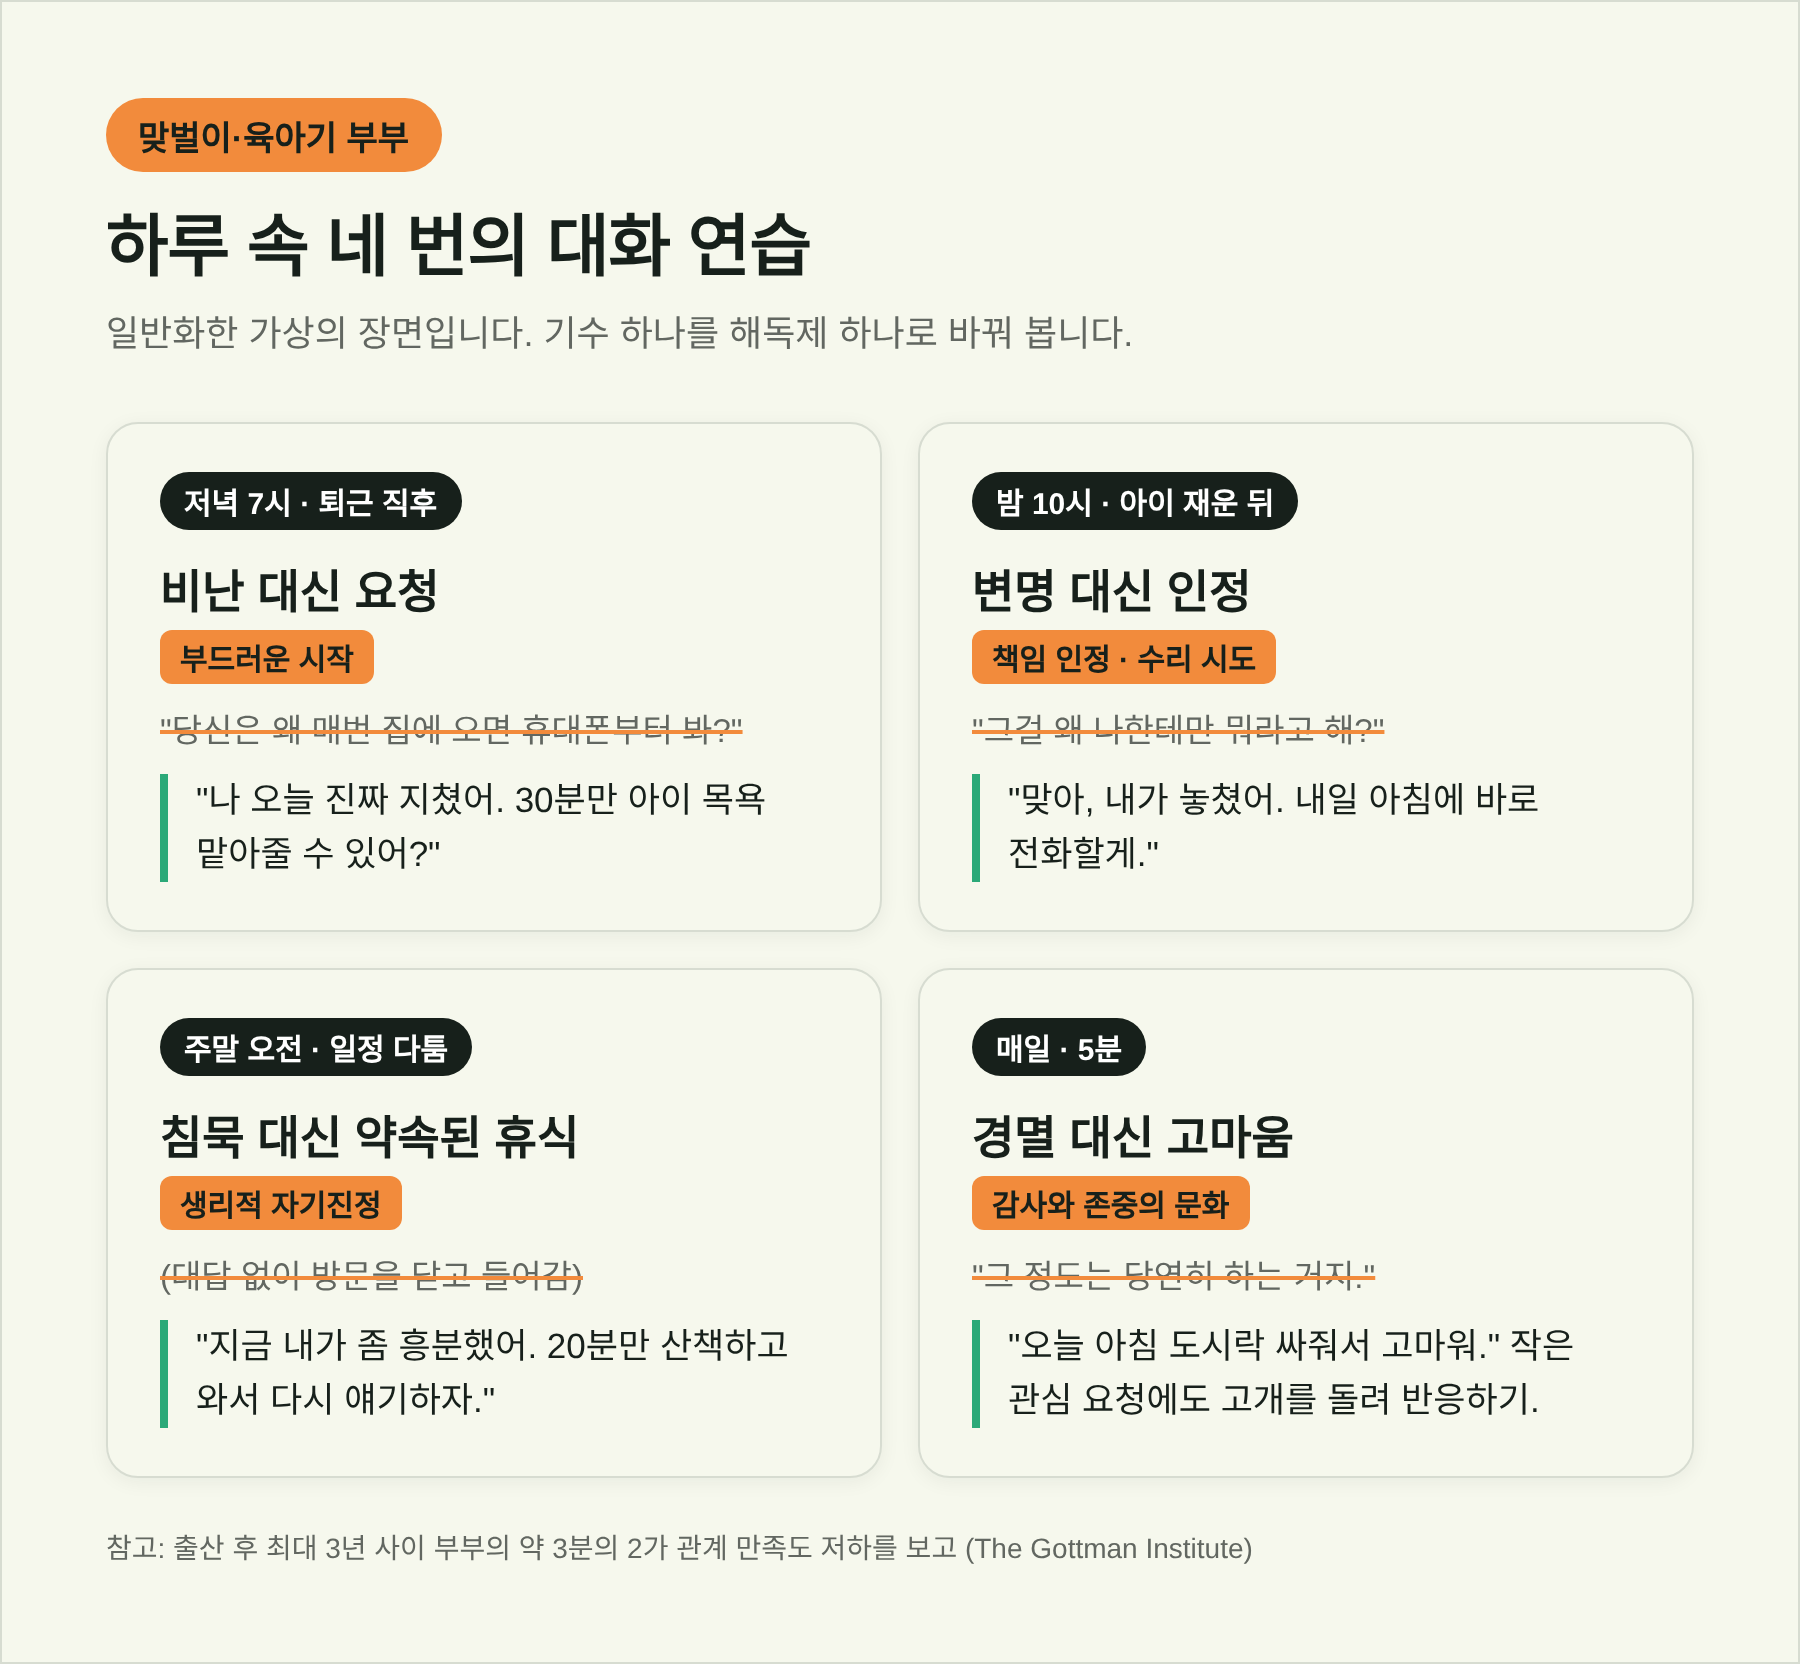 맞벌이·육아기 부부
하루 속 네 번의 대화 연습
일반화한 가상의 장면입니다. 기수 하나를 해독제 하나로 바꿔 봅니다.
저녁 7시 · 퇴근 직후
비난 대신 요청
부드러운 시작
"당신은 왜 매번 집에 오면 휴대폰부터 봐?"
"나 오늘 진짜 지쳤어. 30분만 아이 목욕
맡아줄 수 있어?"
밤 10시 · 아이 재운 뒤
변명 대신 인정
책임 인정 · 수리 시도
"그걸 왜 나한테만 뭐라고 해?"
"맞아, 내가 놓쳤어. 내일 아침에 바로
전화할게."
주말 오전 · 일정 다툼
침묵 대신 약속된 휴식
생리적 자기진정
(대답 없이 방문을 닫고 들어감)
"지금 내가 좀 흥분했어. 20분만 산책하고
와서 다시 얘기하자."
매일 · 5분
경멸 대신 고마움
감사와 존중의 문화
"그 정도는 당연히 하는 거지."
"오늘 아침 도시락 싸줘서 고마워." 작은
관심 요청에도 고개를 돌려 반응하기.
참고: 출산 후 최대 3년 사이 부부의 약 3분의 2가 관계 만족도 저하를 보고 (The Gottman Institute)